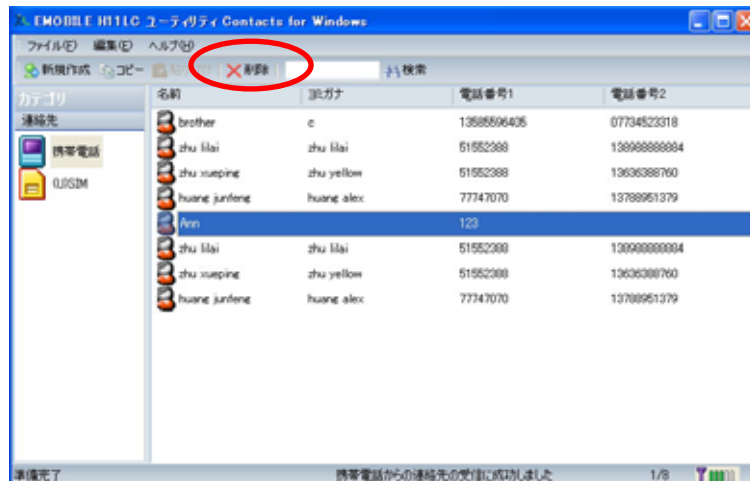 EMOBILE H11LC ユーティリティ Contacts for Windows
ファイル(F) 編集(E) ヘルプ(H)
新規作成 コピー 削除 検索
カテゴリ
連絡先
携帯電話
名前 ヨミガナ 電話番号1 電話番号2
brother c 13585596405 07734523318
zhu lilai zhu lilai 51552388 138988888884
zhu xueping zhu yellow 51552388 13636388760
huang junfeng huang alex 77747070 13788951379
Ann 123
zhu lilai zhu lilai 51552388 138988888884
zhu xueping zhu yellow 51552388 13636388760
huang junfeng huang alex 77747070 13788951379
準備完了 携帯電話からの連絡先の受信に成功しました 1/8